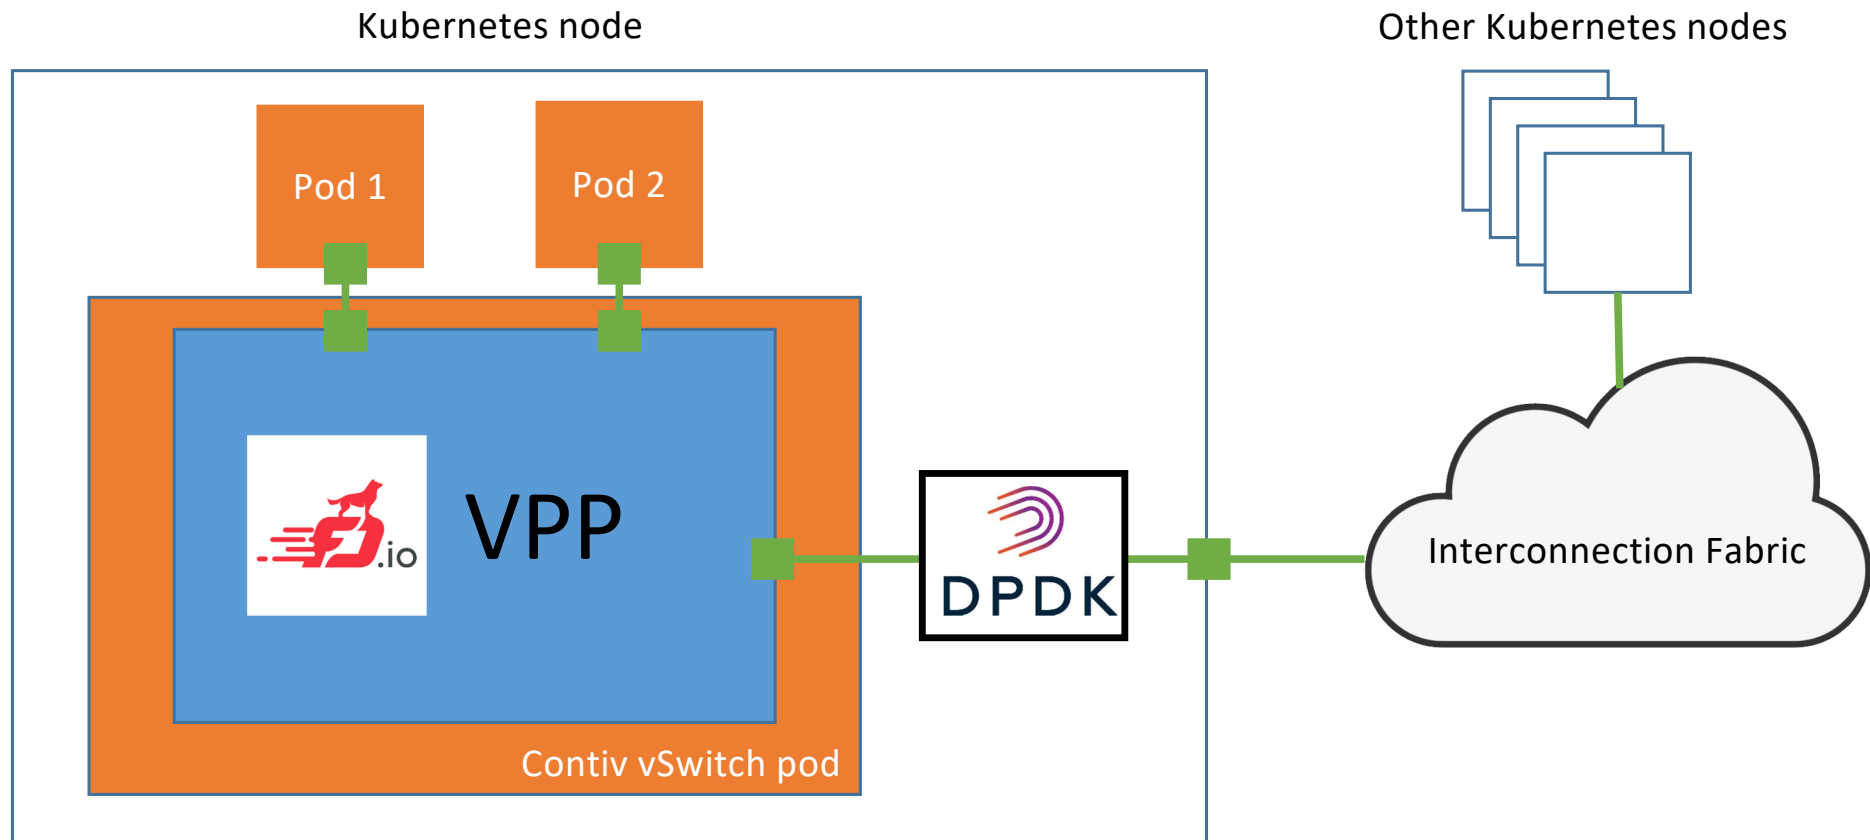 Kubernetes node
Other Kubernetes nodes
Pod 1
Pod 2
.io
VPP
DPDK
Interconnection Fabric
Contiv vSwitch pod